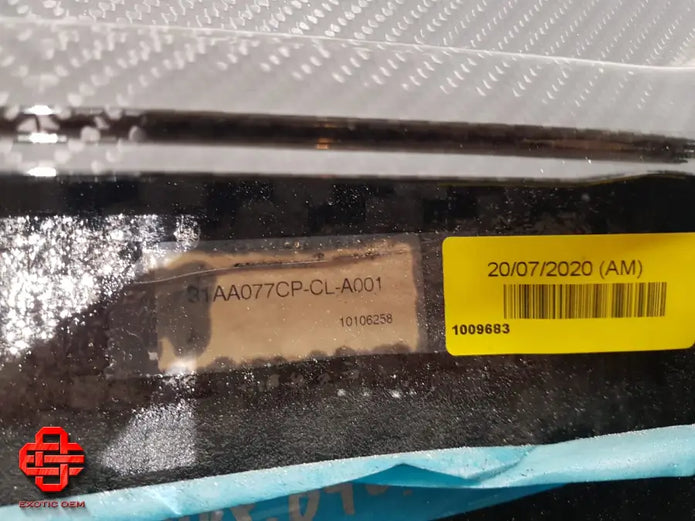 20/07/2020 (AM)
1009683
31AA077CP-CL-A001
10106258
EXOTIC OEM